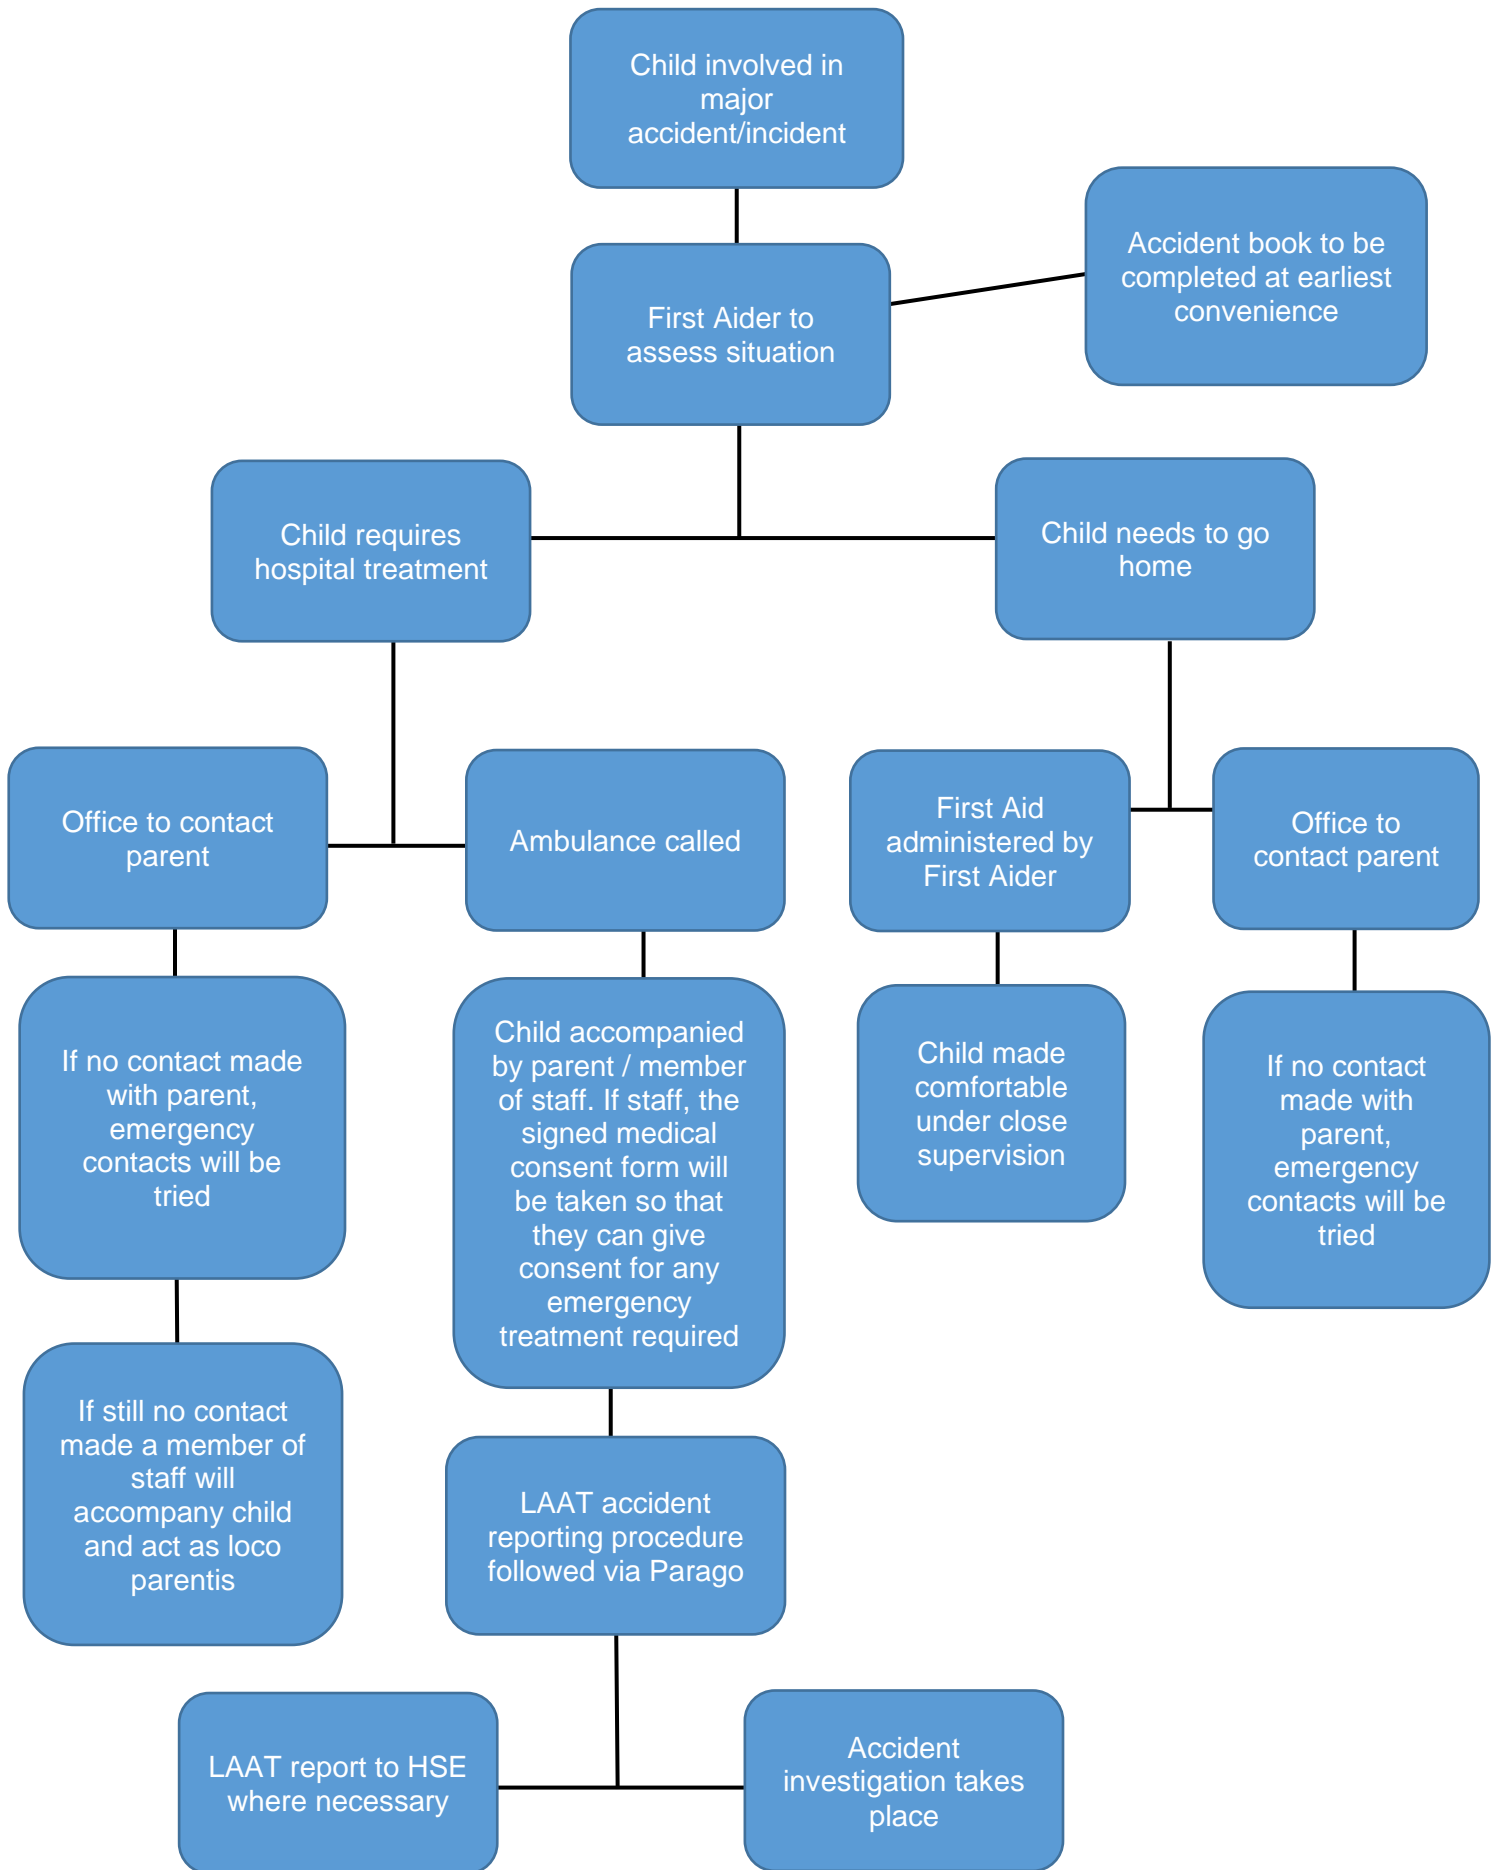 Child involved in
major
accident/incident
Accident book to be
completed at earliest
convenience
First Aider to
assess situation
Child requires
hospital treatment
Child needs to go
home
Office to contact
parent
Ambulance called
First Aid
administered by
First Aider
Office to
contact parent
If no contact made
with parent,
emergency
contacts will be
tried
Child accompanied
by parent / member
of staff. If staff, the
signed medical
consent form will
be taken so that
they can give
consent for any
emergency
treatment required
Child made
comfortable
under close
supervision
If no contact
made with
parent,
emergency
contacts will be
tried
If still no contact
made a member of
staff will
accompany child
and act as loco
parentis
LAAT accident
reporting procedure
followed via Parago
LAAT report to HSE
where necessary
Accident
investigation takes
place